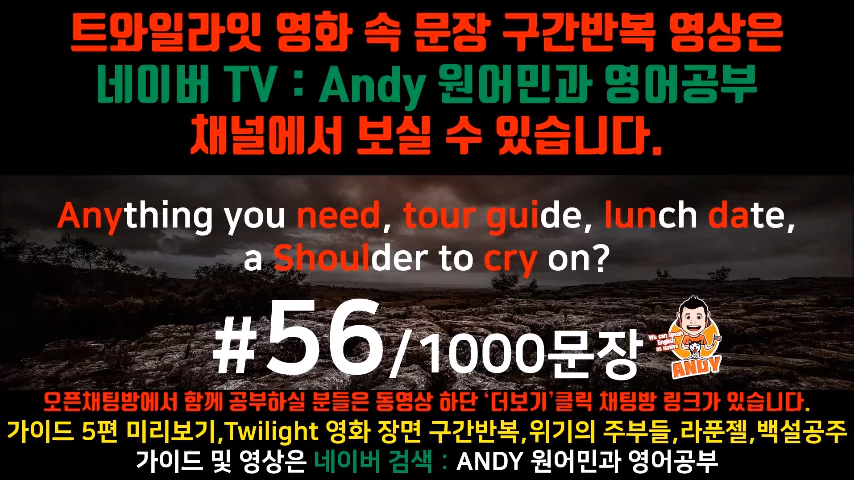 트와일라잇 영화 속 문장 구간반복 영상은
네이버 TV : Andy 원어민과 영어공부
채널에서 보실 수 있습니다.
Anything you need, tour guide, lunch date,
a Shoulder to cry on?
#56/1000문장
We can Speak
English
as native
ANDY
오픈채팅방에서 함께 공부하실 분들은 동영상 하단 ‘더보기’클릭 채팅방 링크가 있습니다.
가이드 5편 미리보기,Twilight 영화 장면 구간반복,위기의 주부들,라푼젤,백설공주
가이드 및 영상은 네이버 검색 : ANDY 원어민과 영어공부